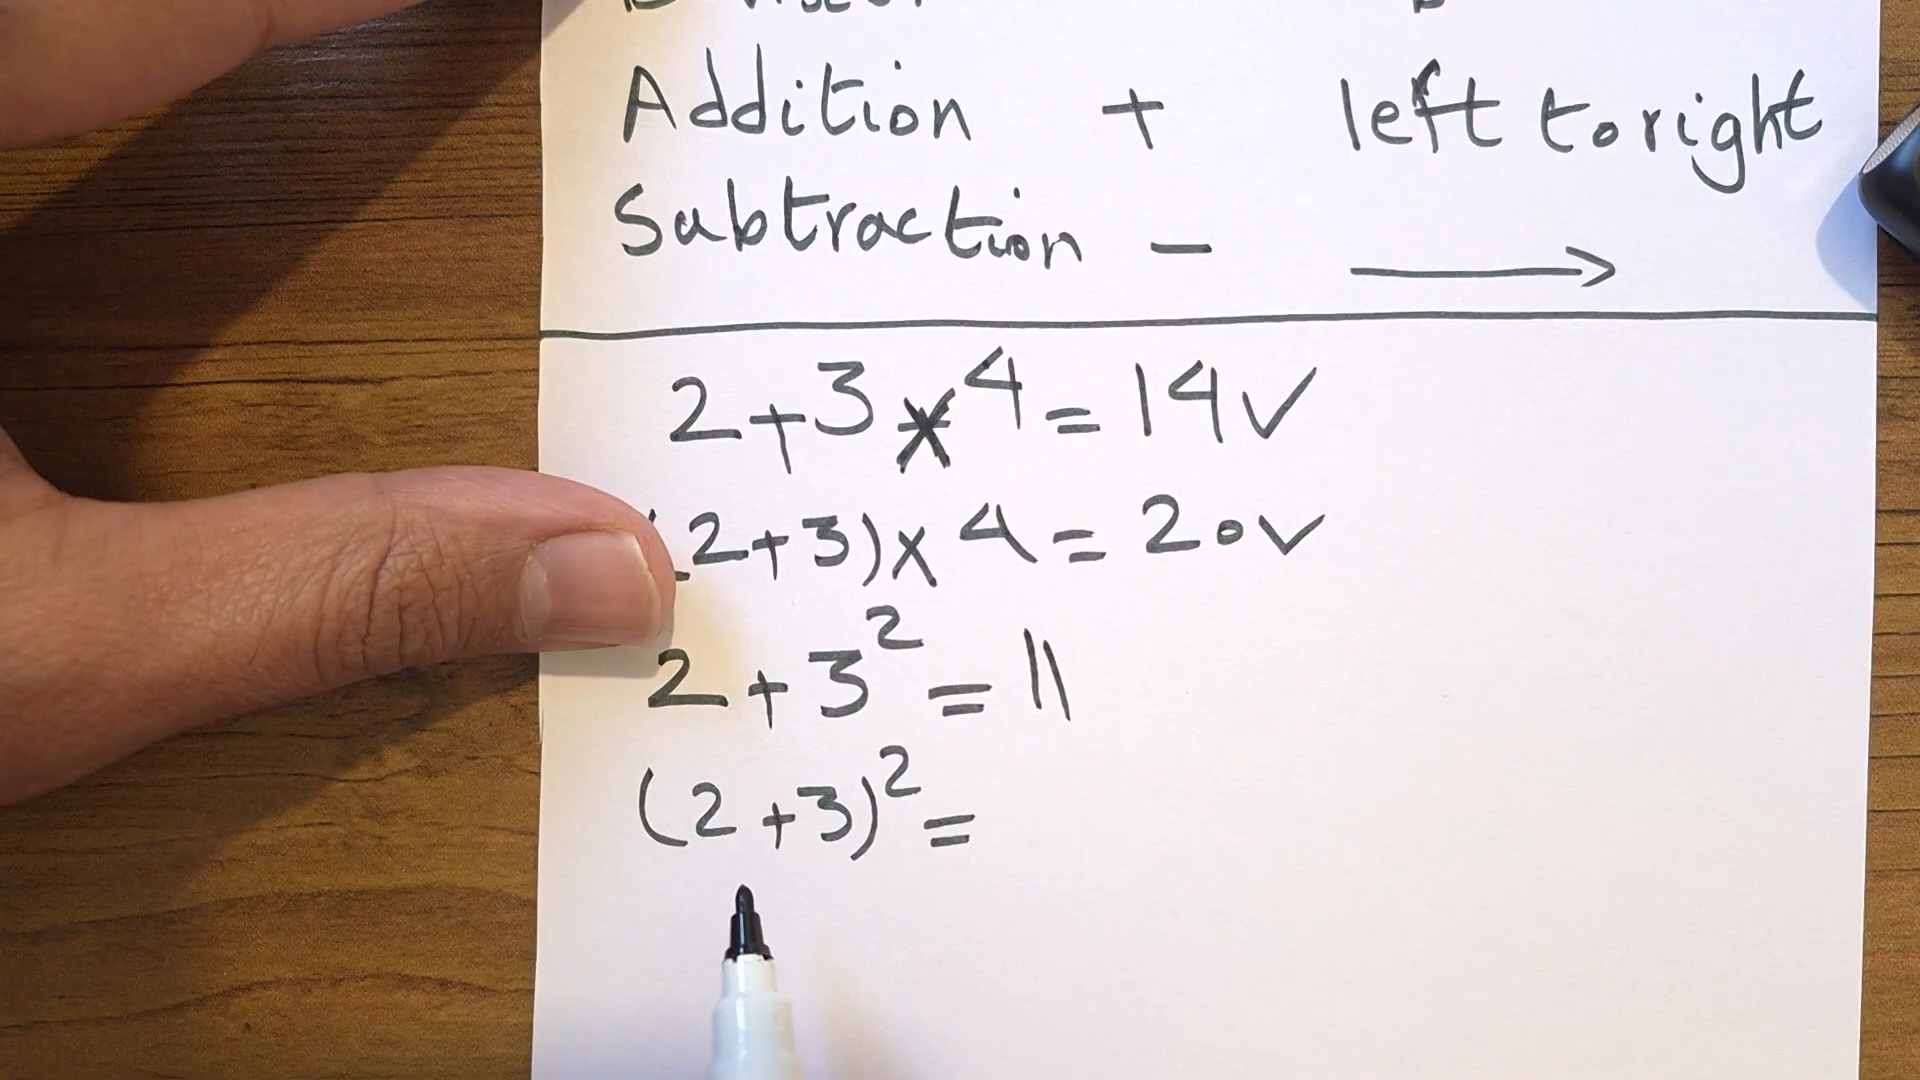 Addition + left to right
Subtraction - →
2+3×4=14✓
(2+3)×4=20✓
2+3²=11
(2+3)²=